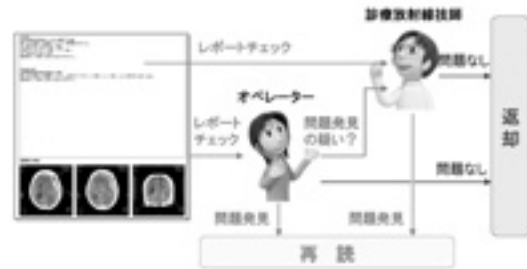 診療放射線技師
レポートチェック
問題なし
オペレーター
レポート
チェック
問題発見
の疑い?
返却
問題なし
問題発見
問題発見
再読